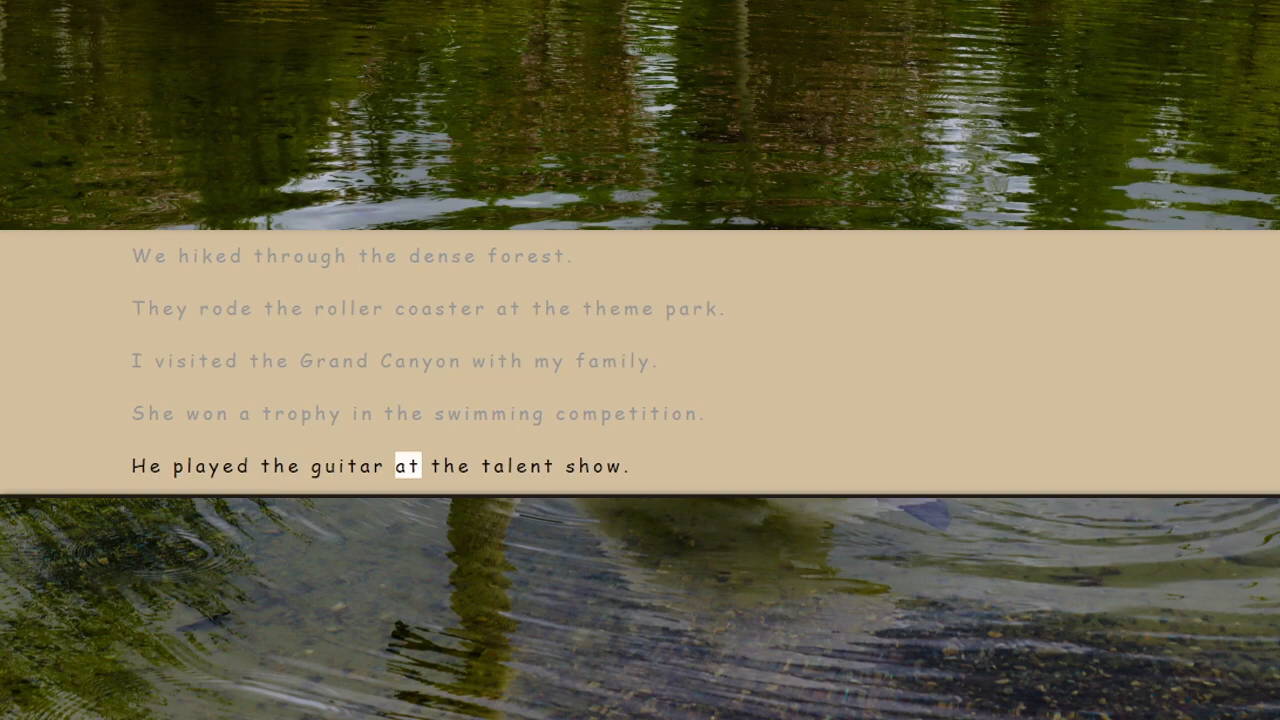 We hiked through the dense forest.
They rode the roller coaster at the theme park.
I visited the Grand Canyon with my family.
She won a trophy in the swimming competition.
He played the guitar at the talent show.